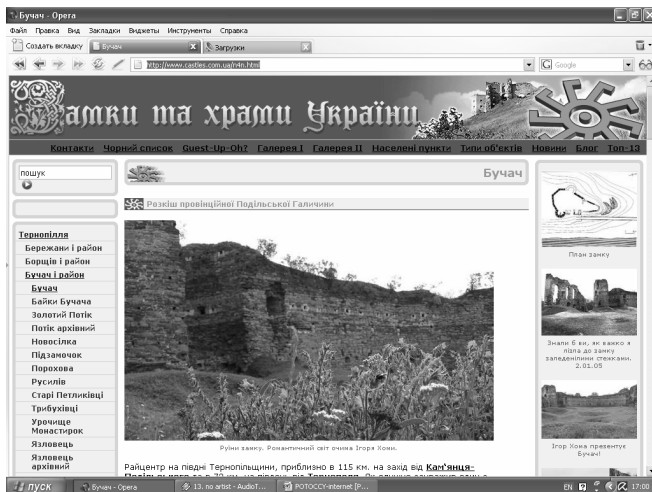 Бучач - Opera
Файл Правка Вид Закладки Виджеты Инструменты Справка
Создать вкладку Бучач Загрузки
http://www.castles.com.ua/n4n.html
Google
Замки та храми України
Контакти Чорний список Guest-Up-Oh? Галерея I Галерея II Населені пункти Типи об'єктів Новини Блог Топ-13
пошук
Бучач
Розкіш провінційної Подільської Галичини
Тернопілля
Бережани і район
Борщів і район
Бучач і район
Бучач
Байки Бучача
Золотий Потік
Потік архівний
Новосілка
Підзамочок
Порохова
Русилів
Старі Петликівці
Трибухівці
Урочище
Монастирок
Язловець
Язловець
архівний
Руїни замку. Романтичний світ очима Ігоря Хоми.
Райцентр на півдні Тернопільщини, приблизно в 115 км. на захід від Кам'янця-
План замку
Знали б ви, як важко я
лізла до замку
заледенілими стежками.
2.01.05
Ігор Хома презентує
Бучач!
пуск
Бучач - Opera
13. no artist - AudioT...
POTOCCY-internet [P...
EN
17:00